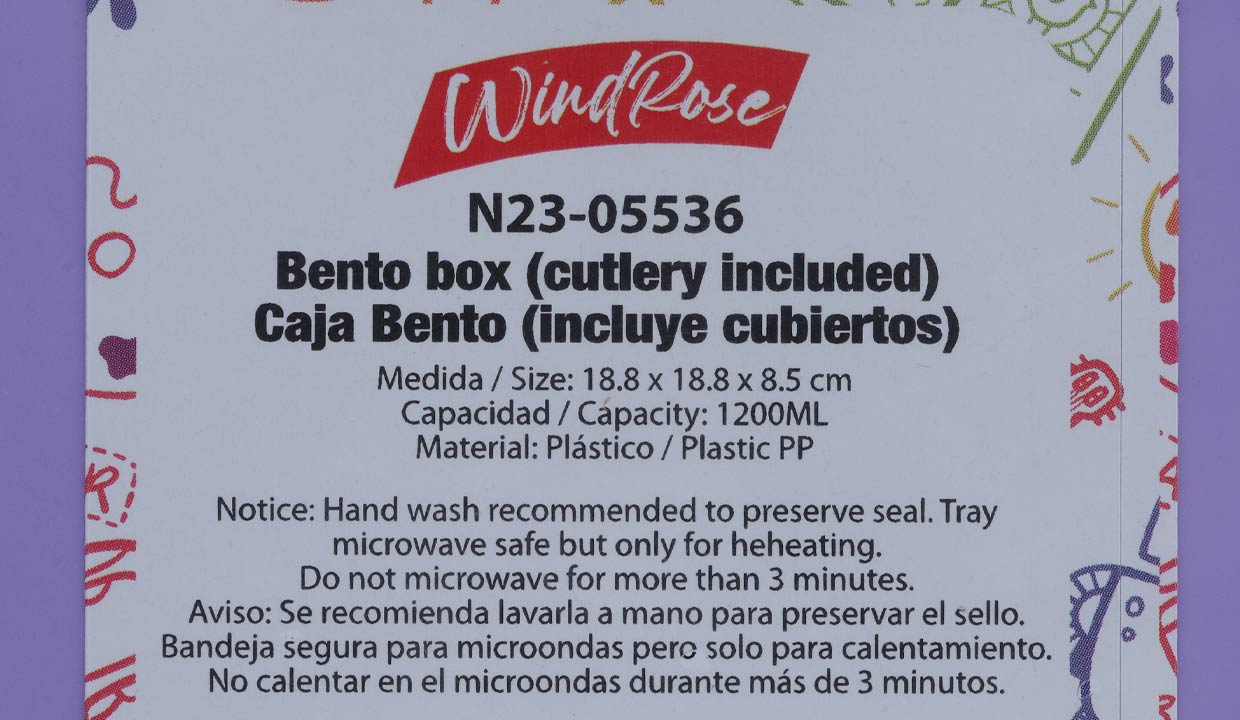 WindRose
N23-05536
Bento box (cutlery included)
Caja Bento (incluye cubiertos)
Medida / Size: 18.8 x 18.8 x 8.5 cm
Capacidad / Capacity: 1200ML
Material: Plástico / Plastic PP
Notice: Hand wash recommended to preserve seal. Tray
microwave safe but only for heheating.
Do not microwave for more than 3 minutes.
Aviso: Se recomienda lavarla a mano para preservar el sello.
Bandeja segura para microondas pero solo para calentamiento.
No calentar en el microondas durante más de 3 minutos.